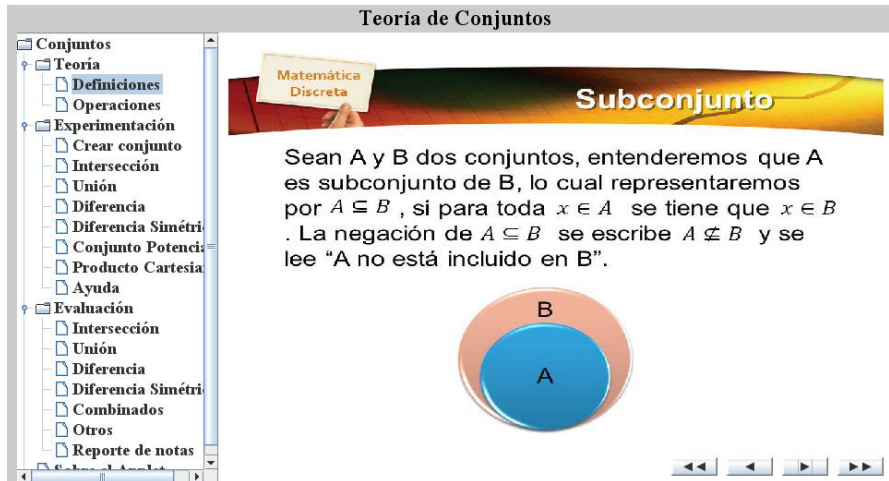 Teoría de Conjuntos
Conjuntos
Teoría
Definiciones
Operaciones
Experimentación
Crear conjunto
Intersección
Unión
Diferencia
Diferencia Simétri
Conjunto Potencia
Producto Cartesia
Ayuda
Evaluación
Intersección
Unión
Diferencia
Diferencia Simétri
Combinados
Otros
Reporte de notas
Sobre el Applet
Matemática
Discreta
Subconjunto
Sean A y B dos conjuntos, entenderemos que A
es subconjunto de B, lo cual representaremos
por A ⊆ B , si para toda x ∈ A se tiene que x ∈ B
. La negación de A ⊆ B se escribe A ⊈ B y se
lee “A no está incluido en B”.
B
A